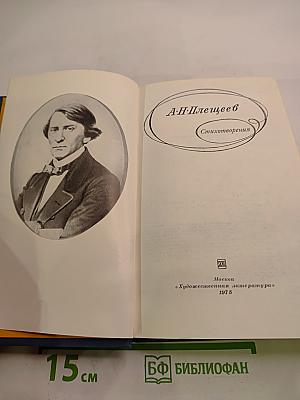 А·Н·Плещеев
Стихотворения
Москва
«Художественная литература»
1975
15 см
БФ БИБЛИОФАН